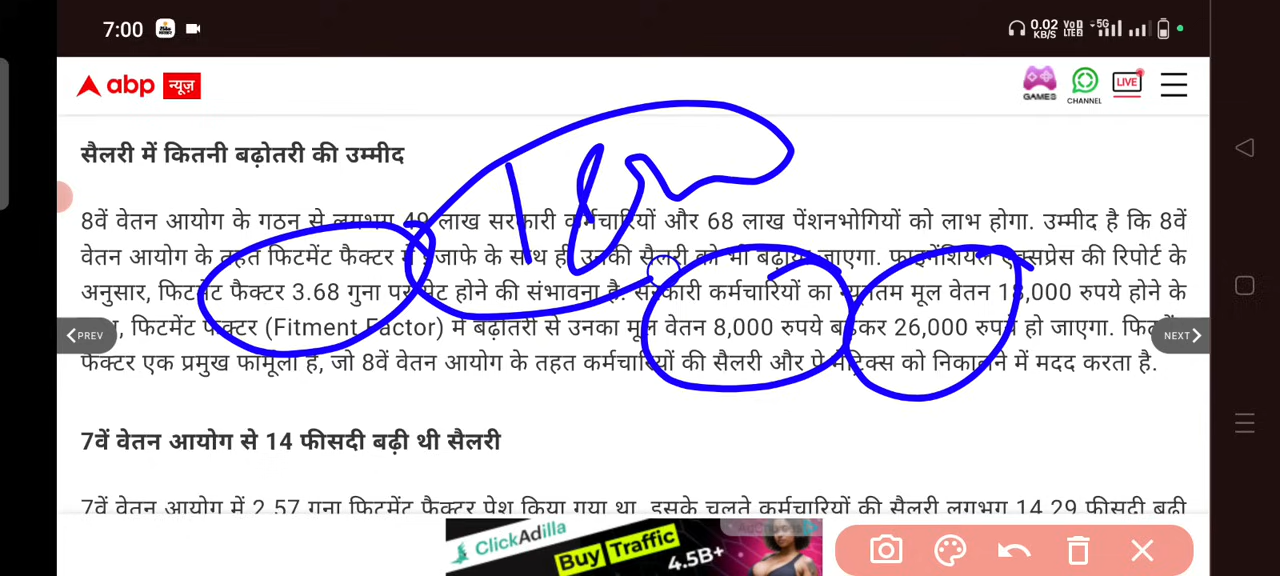 7:00
0.02 KB/S VoD LTE2 5G
abp न्यूज़
GAMES CHANNEL LIVE
सैलरी में कितनी बढ़ोतरी की उम्मीद
8वें वेतन आयोग के गठन से लगभग 49 लाख सरकारी कर्मचारियों और 68 लाख पेंशनभोगियों को लाभ होगा. उम्मीद है कि 8वें
वेतन आयोग के तहत फिटमेंट फैक्टर में इजाफे के साथ ही उनकी सैलरी को भी बढ़ाया जाएगा. फाइनेंशियल एक्सप्रेस की रिपोर्ट के
अनुसार, फिटमेंट फैक्टर 3.68 गुना पर सेट होने की संभावना है. सरकारी कर्मचारियों का न्यूनतम मूल वेतन 18,000 रुपये होने के
फिटमेंट फैक्टर (Fitment Factor) में बढ़ोतरी से उनका मूल वेतन 8,000 रुपये बढ़कर 26,000 रुपये हो जाएगा. फिटमेंट
PREV
NEXT
फैक्टर एक प्रमुख फॉर्मूला है, जो 8वें वेतन आयोग के तहत कर्मचारियों की सैलरी और पे मैट्रिक्स को निकालने में मदद करता है.
7वें वेतन आयोग से 14 फीसदी बढ़ी थी सैलरी
7वें वेतन आयोग में 2.57 गुना फिटमेंट फैक्टर पेश किया गया था. इसके चलते कर्मचारियों की सैलरी लगभग 14.29 फीसदी बढ़ी
ClickAdilla
Buy Traffic
4.5B+